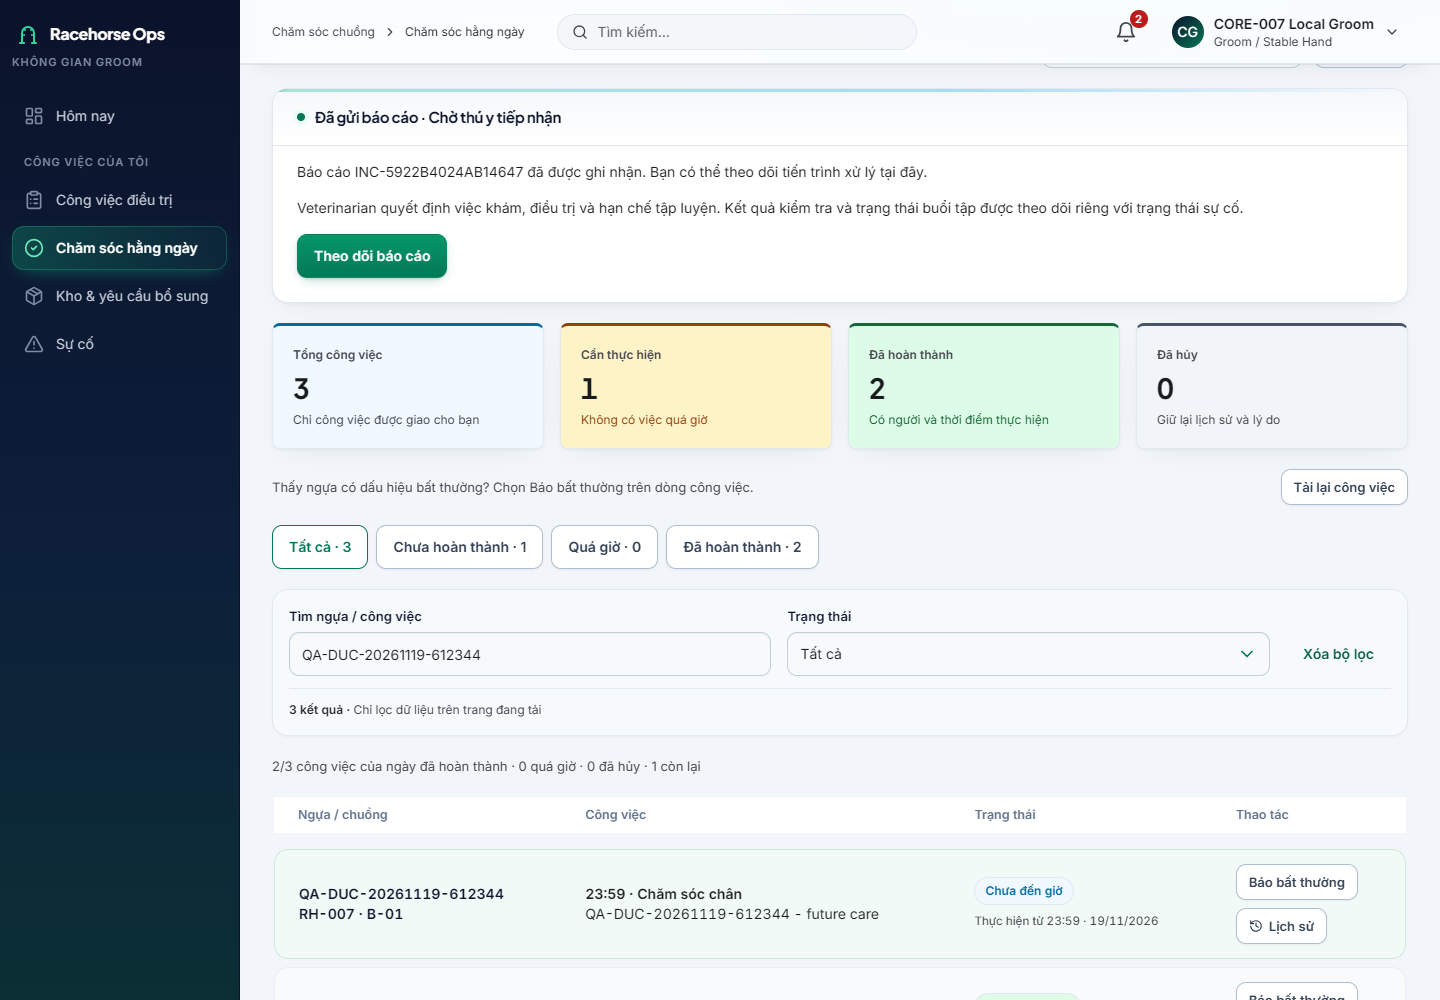 Racehorse Ops
KHÔNG GIAN GROOM
Hôm nay
CÔNG VIỆC CỦA TÔI
Công việc điều trị
Chăm sóc hằng ngày
Kho & yêu cầu bổ sung
Sự cố
Chăm sóc chuồng > Chăm sóc hằng ngày
Tìm kiếm...
2
CG
CORE-007 Local Groom
Groom / Stable Hand
Đã gửi báo cáo · Chờ thú y tiếp nhận
Báo cáo INC-5922B4024AB14647 đã được ghi nhận. Bạn có thể theo dõi tiến trình xử lý tại đây.
Veterinarian quyết định việc khám, điều trị và hạn chế tập luyện. Kết quả kiểm tra và trạng thái buổi tập được theo dõi riêng với trạng thái sự cố.
Theo dõi báo cáo
Tổng công việc
3
Chỉ công việc được giao cho bạn
Cần thực hiện
1
Không có việc quá giờ
Đã hoàn thành
2
Có người và thời điểm thực hiện
Đã hủy
0
Giữ lại lịch sử và lý do
Thấy ngựa có dấu hiệu bất thường? Chọn Báo bất thường trên dòng công việc.
Tải lại công việc
Tất cả · 3
Chưa hoàn thành · 1
Quá giờ · 0
Đã hoàn thành · 2
Tìm ngựa / công việc
QA-DUC-20261119-612344
Trạng thái
Tất cả
Xóa bộ lọc
3 kết quả · Chỉ lọc dữ liệu trên trang đang tải
2/3 công việc của ngày đã hoàn thành · 0 quá giờ · 0 đã hủy · 1 còn lại
Ngựa / chuồng
Công việc
Trạng thái
Thao tác
QA-DUC-20261119-612344
RH-007 · B-01
23:59 · Chăm sóc chân
QA-DUC-20261119-612344 - future care
Chưa đến giờ
Thực hiện từ 23:59 · 19/11/2026
Báo bất thường
Lịch sử
Báo bất thường